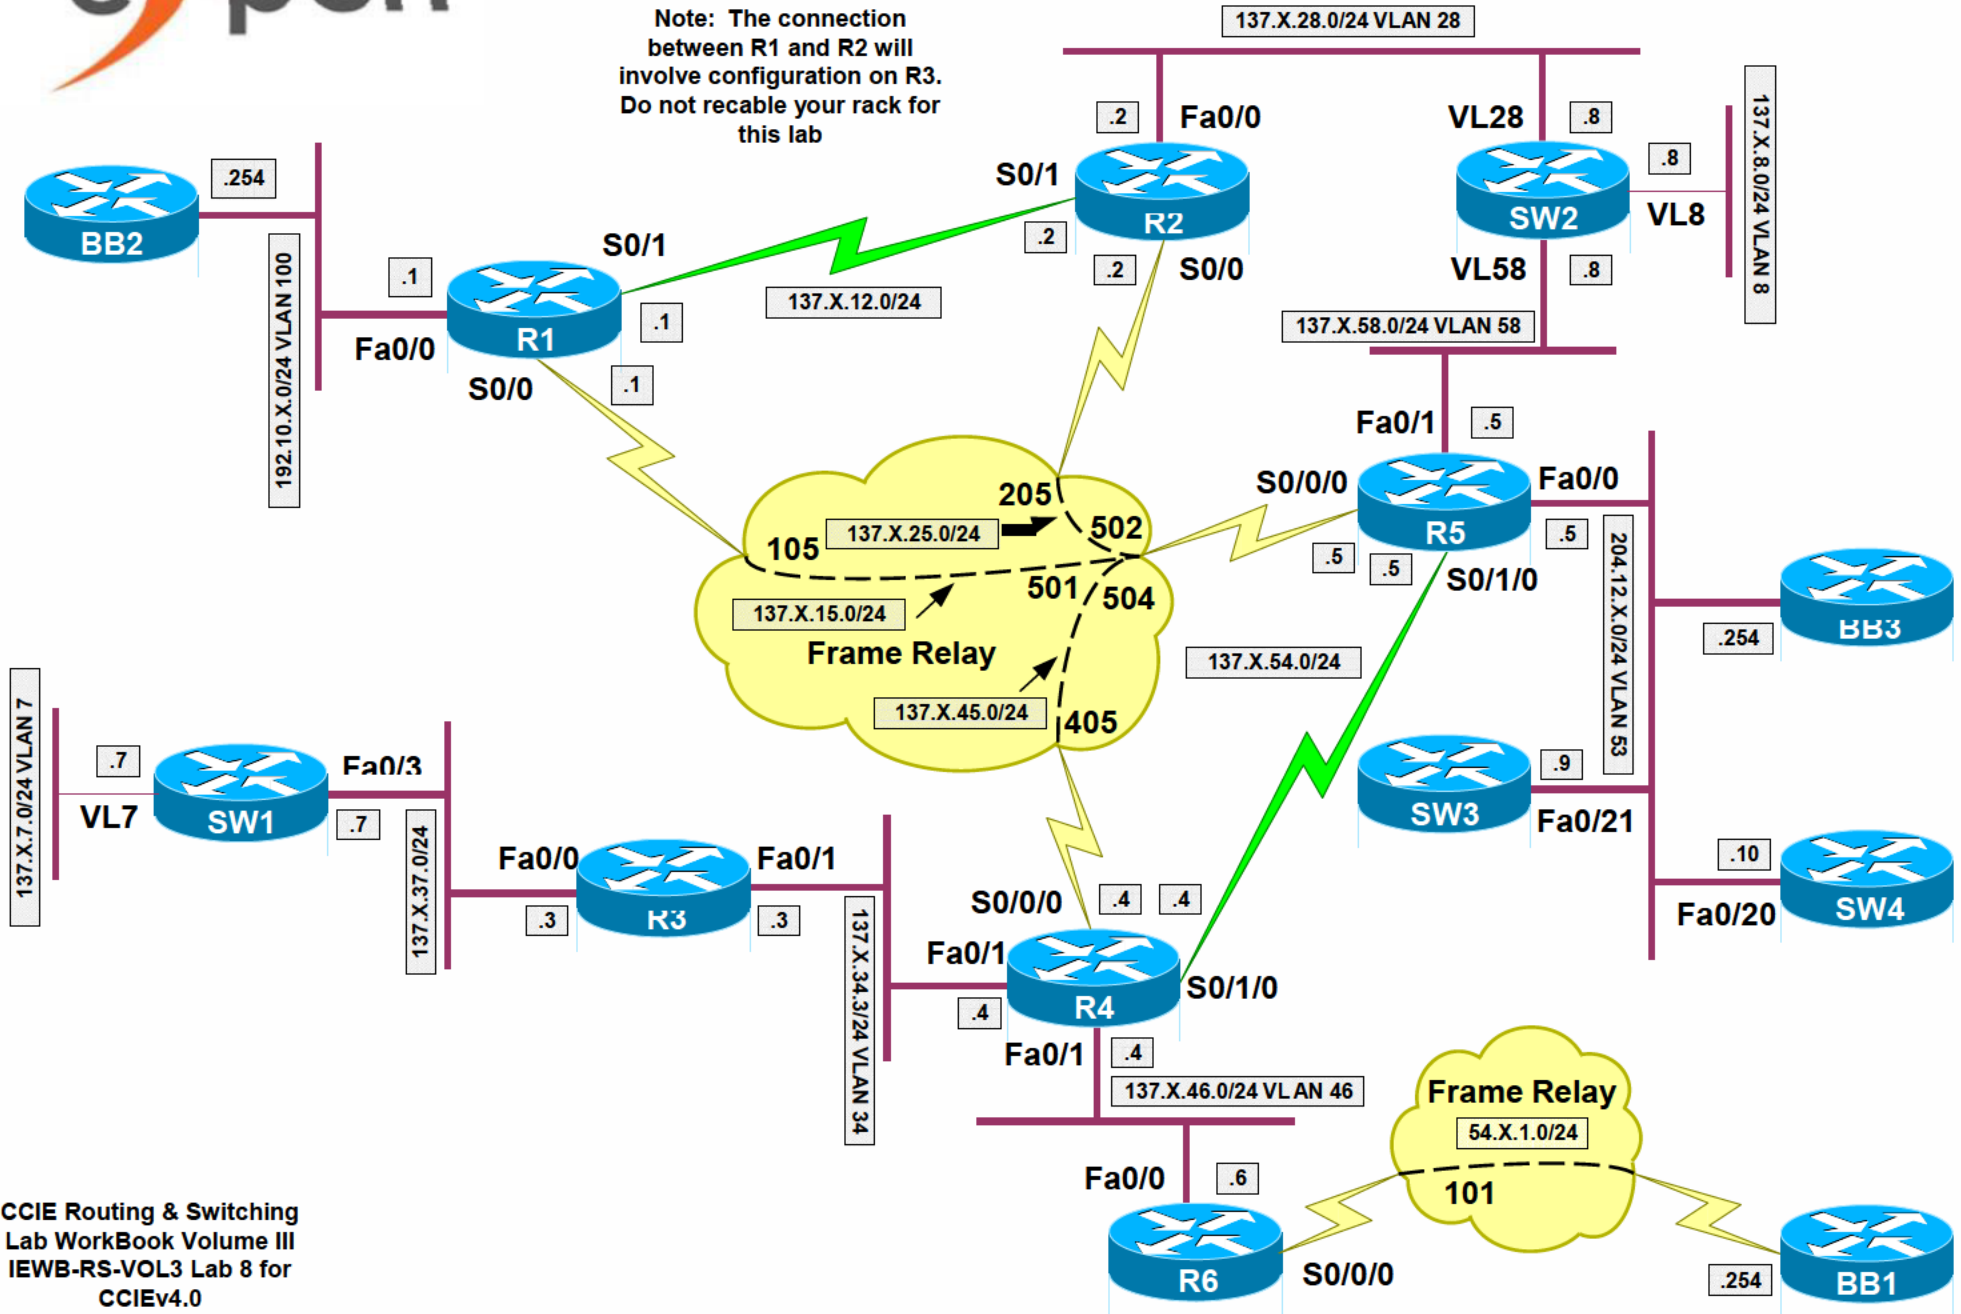 Note: The connection
between R1 and R2 will
involve configuration on R3.
Do not recable your rack for
this lab
137.X.28.0/24 VLAN 28
.2
Fa0/0
VL28
.8
137.X.8.0/24 VLAN 8
.254
BB2
S0/1
R2
.2
.2
S0/0
SW2
.8
VL8
VL58
.8
192.10.X.0/24 VLAN 100
.1
Fa0/0
S0/1
R1
.1
S0/0
.1
137.X.12.0/24
137.X.58.0/24 VLAN 58
Fa0/1
.5
S0/0/0
R5
Fa0/0
.5
.5
.5
S0/1/0
204.12.X.0/24 VLAN 53
BB3
.254
205
502
137.X.25.0/24
105
501
504
137.X.15.0/24
Frame Relay
137.X.45.0/24
405
137.X.54.0/24
SW3
.9
Fa0/21
.10
SW4
Fa0/20
137.X.7.0/24 VLAN 7
.7
VL7
SW1
Fa0/3
.7
137.X.37.0/24
Fa0/0
.3
R3
Fa0/1
.3
137.X.34.3/24 VLAN 34
S0/0/0
.4
.4
Fa0/1
.4
R4
S0/1/0
Fa0/1
.4
137.X.46.0/24 VLAN 46
Fa0/0
.6
R6
S0/0/0
Frame Relay
54.X.1.0/24
101
.254
BB1
CCIE Routing & Switching
Lab WorkBook Volume III
IEWB-RS-VOL3 Lab 8 for
CCIEv4.0